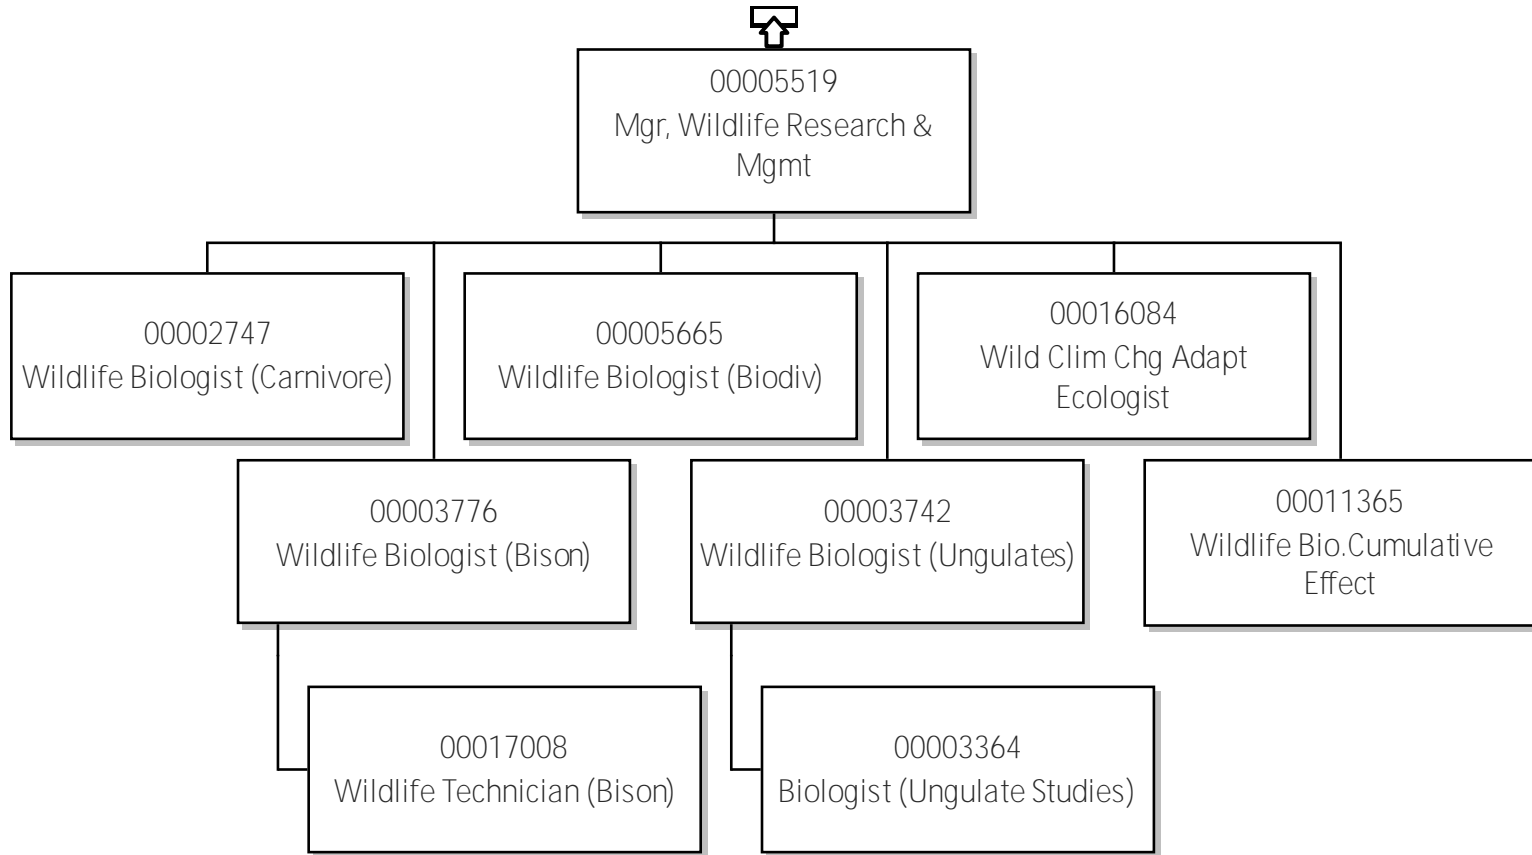 00005519
Mgr, Wildlife Research &
Mgmt
00002747
Wildlife Biologist (Carnivore)
00005665
Wildlife Biologist (Biodiv)
00016084
Wild Clim Chg Adapt
Ecologist
00003776
Wildlife Biologist (Bison)
00003742
Wildlife Biologist (Ungulates)
00011365
Wildlife Bio.Cumulative
Effect
00017008
Wildlife Technician (Bison)
00003364
Biologist (Ungulate Studies)